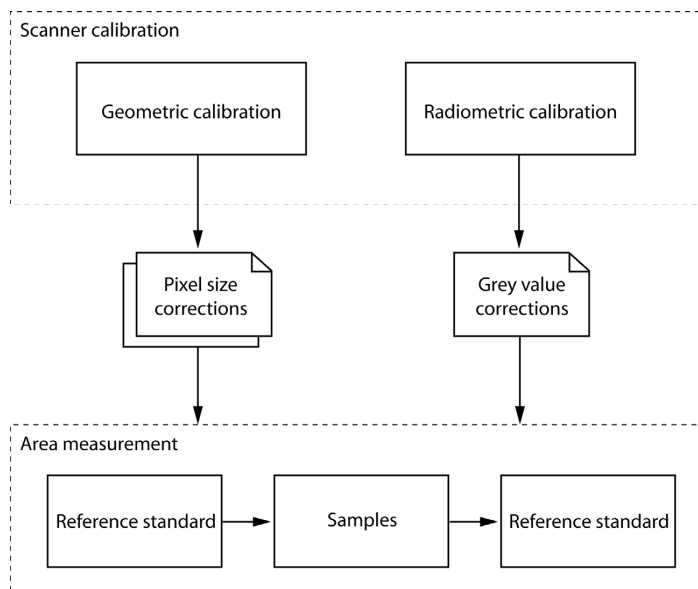 Scanner calibration
Geometric calibration
Radiometric calibration
Pixel size
corrections
Grey value
corrections
Area measurement
Reference standard
Samples
Reference standard